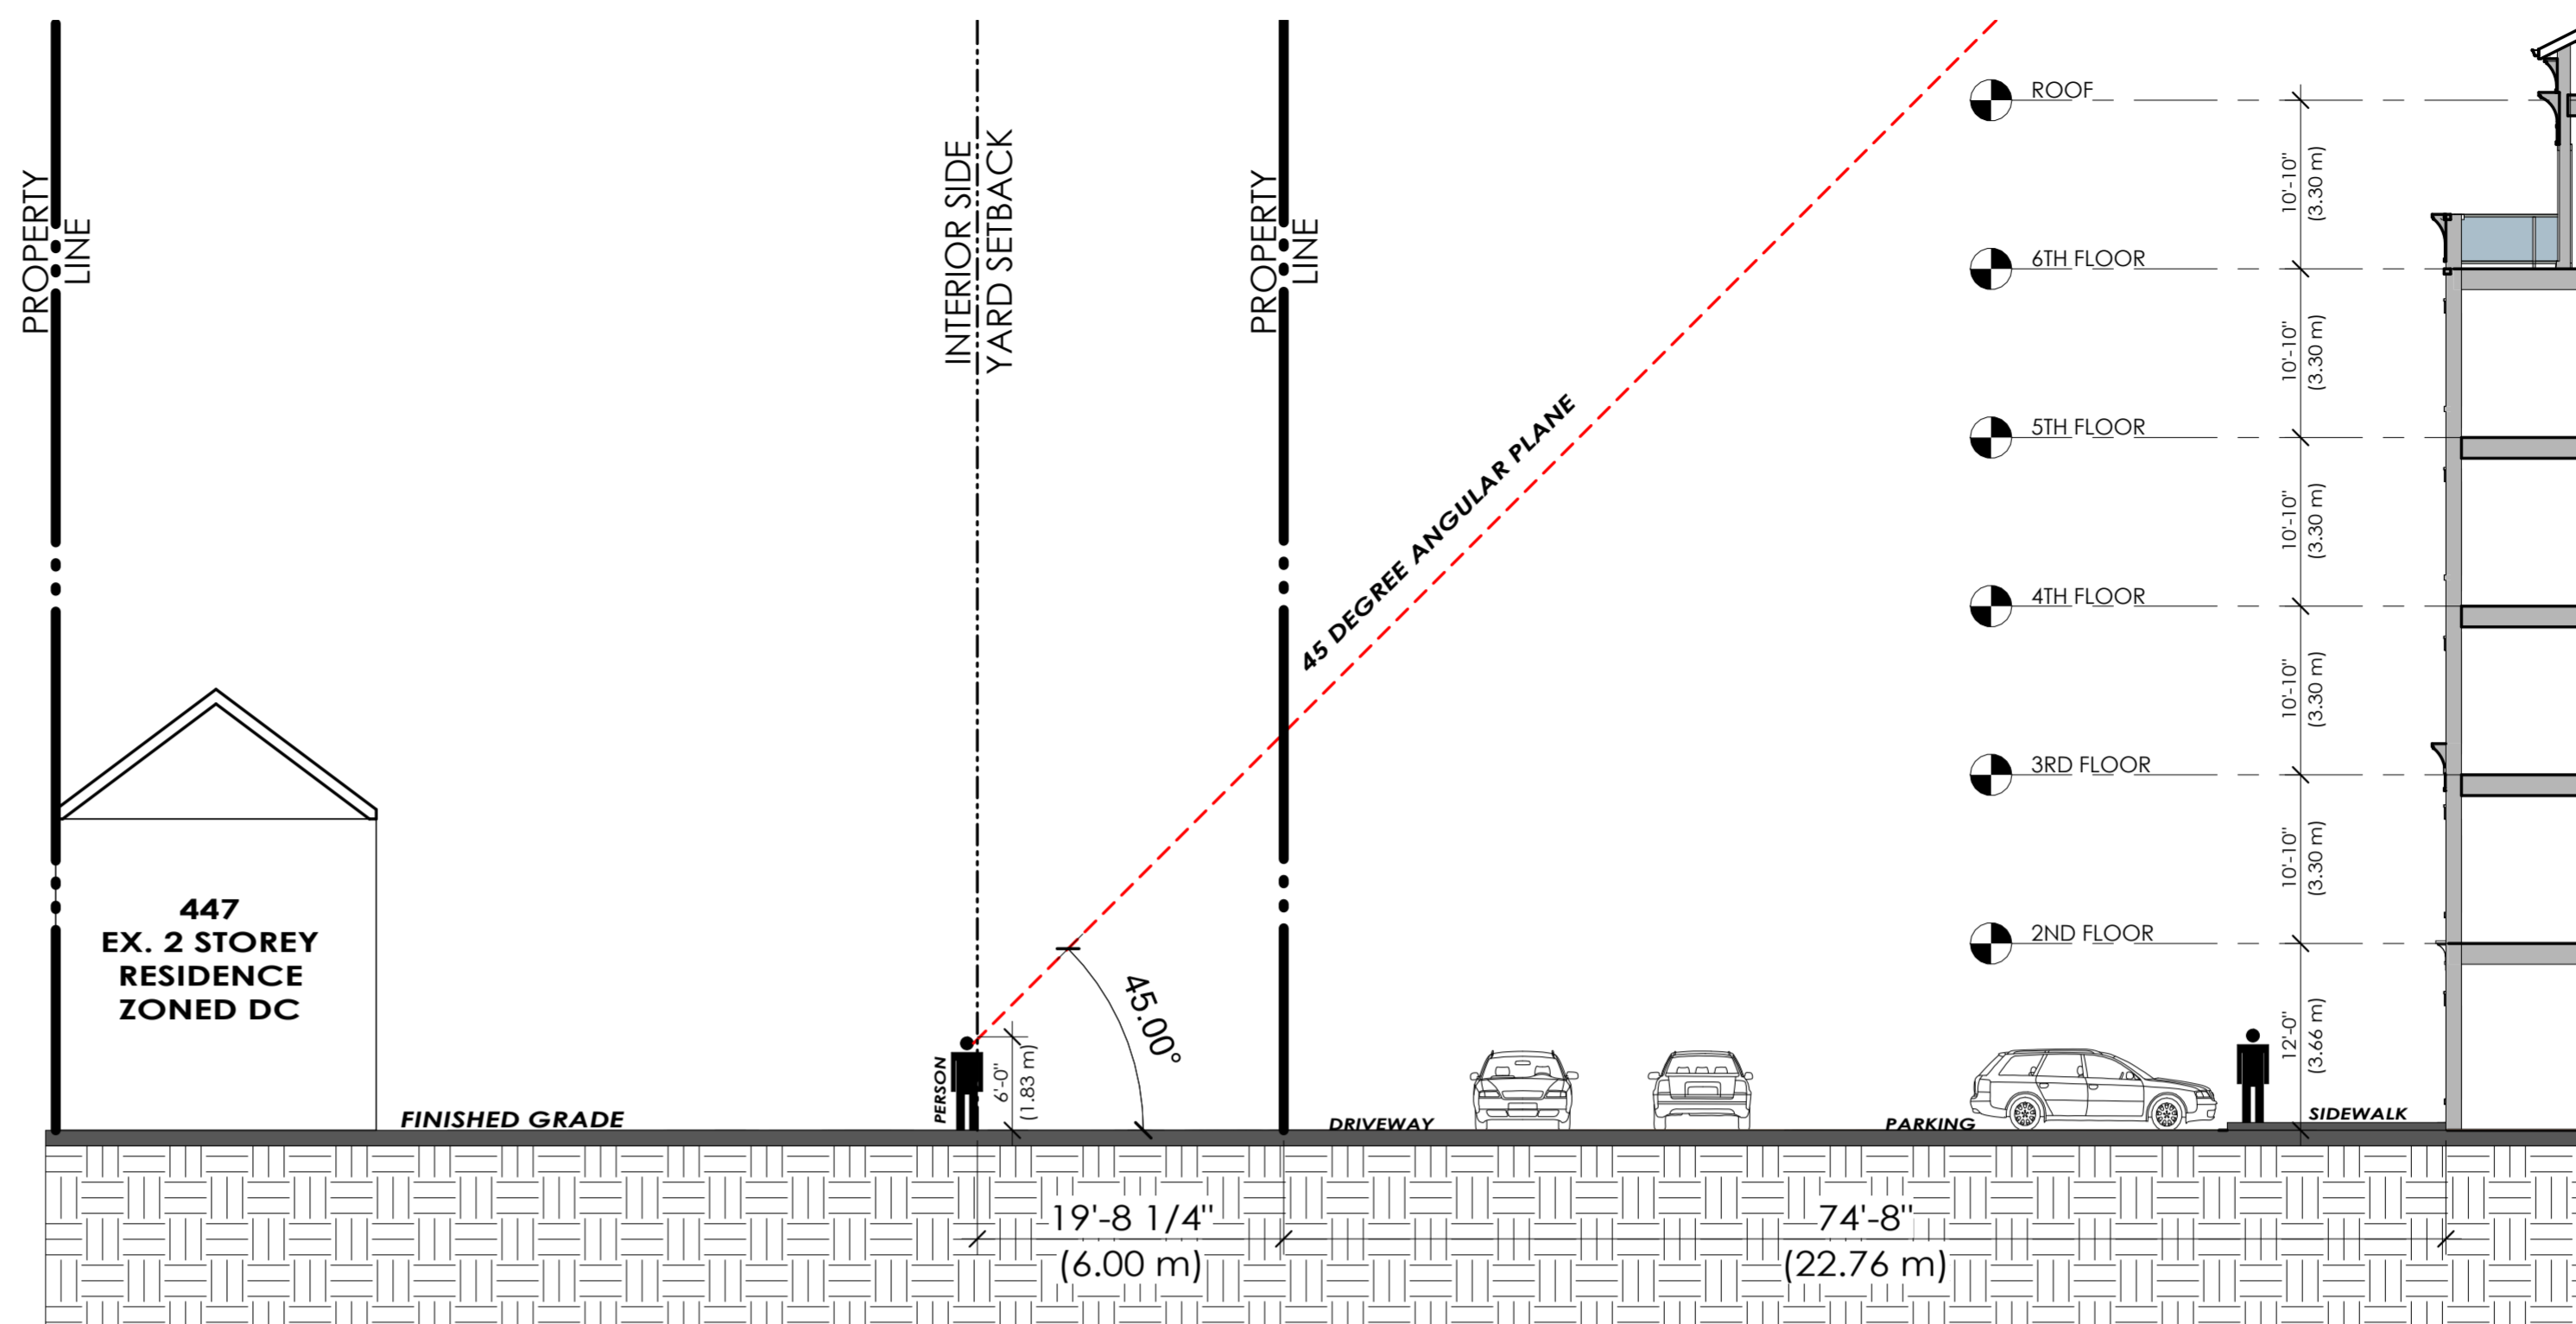 PROPERTY
LINE
INTERIOR SIDE
YARD SETBACK
PROPERTY
LINE
45 DEGREE ANGULAR PLANE
ROOF
10'-10"
(3.30 m)
6TH FLOOR
10'-10"
(3.30 m)
5TH FLOOR
10'-10"
(3.30 m)
4TH FLOOR
10'-10"
(3.30 m)
3RD FLOOR
10'-10"
(3.30 m)
2ND FLOOR
12'-0"
(3.66 m)
447
EX. 2 STOREY
RESIDENCE
ZONED DC
FINISHED GRADE
PERSON
6'-0"
(1.83 m)
45.00°
DRIVEWAY
PARKING
SIDEWALK
19'-8 1/4"
(6.00 m)
74'-8"
(22.76 m)